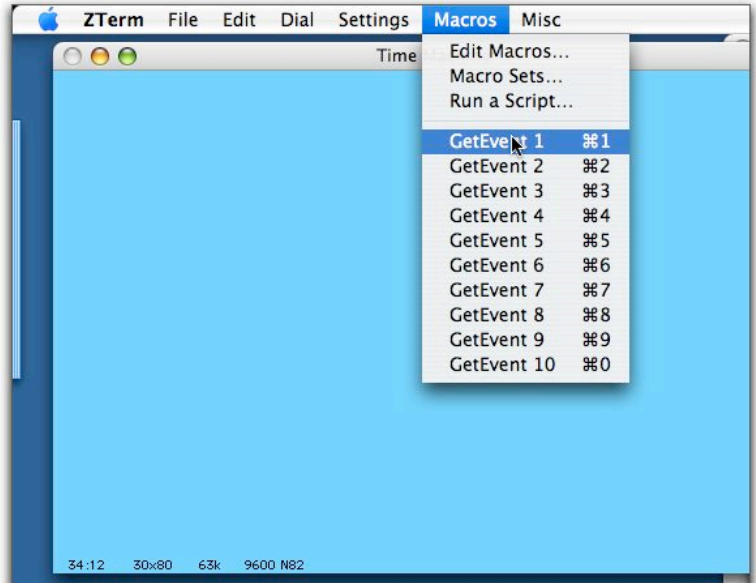 ZTerm File Edit Dial Settings Macros Misc
Time
Edit Macros...
Macro Sets...
Run a Script...
GetEvent 1 ⌘1
GetEvent 2 ⌘2
GetEvent 3 ⌘3
GetEvent 4 ⌘4
GetEvent 5 ⌘5
GetEvent 6 ⌘6
GetEvent 7 ⌘7
GetEvent 8 ⌘8
GetEvent 9 ⌘9
GetEvent 10 ⌘0
34:12 30x80 63k 9600 N82